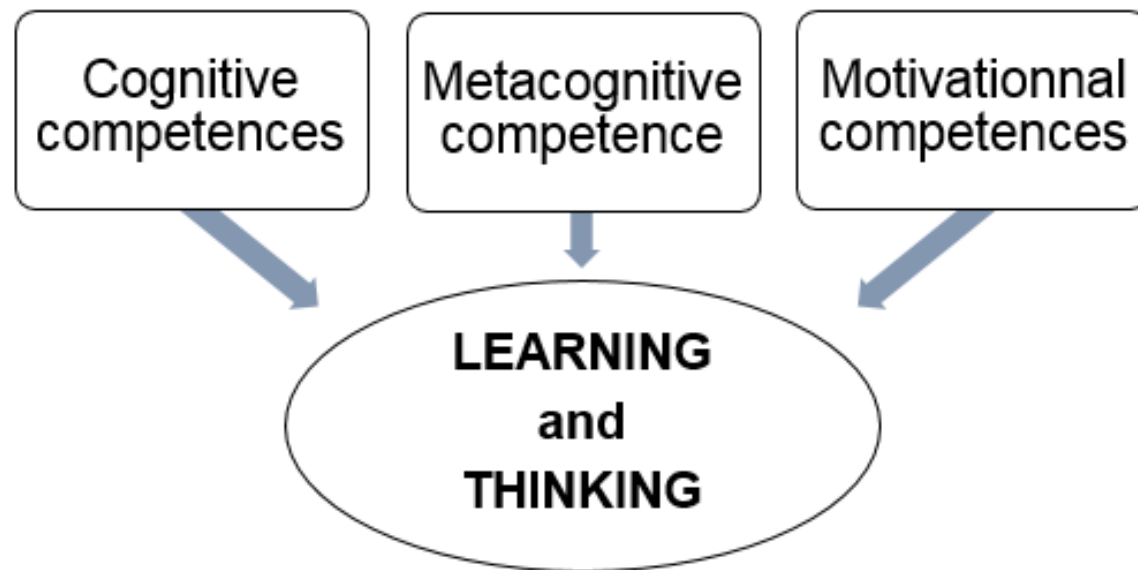 Cognitive
competences
Metacognitive
competence
Motivationnal
competences
LEARNING
and
THINKING